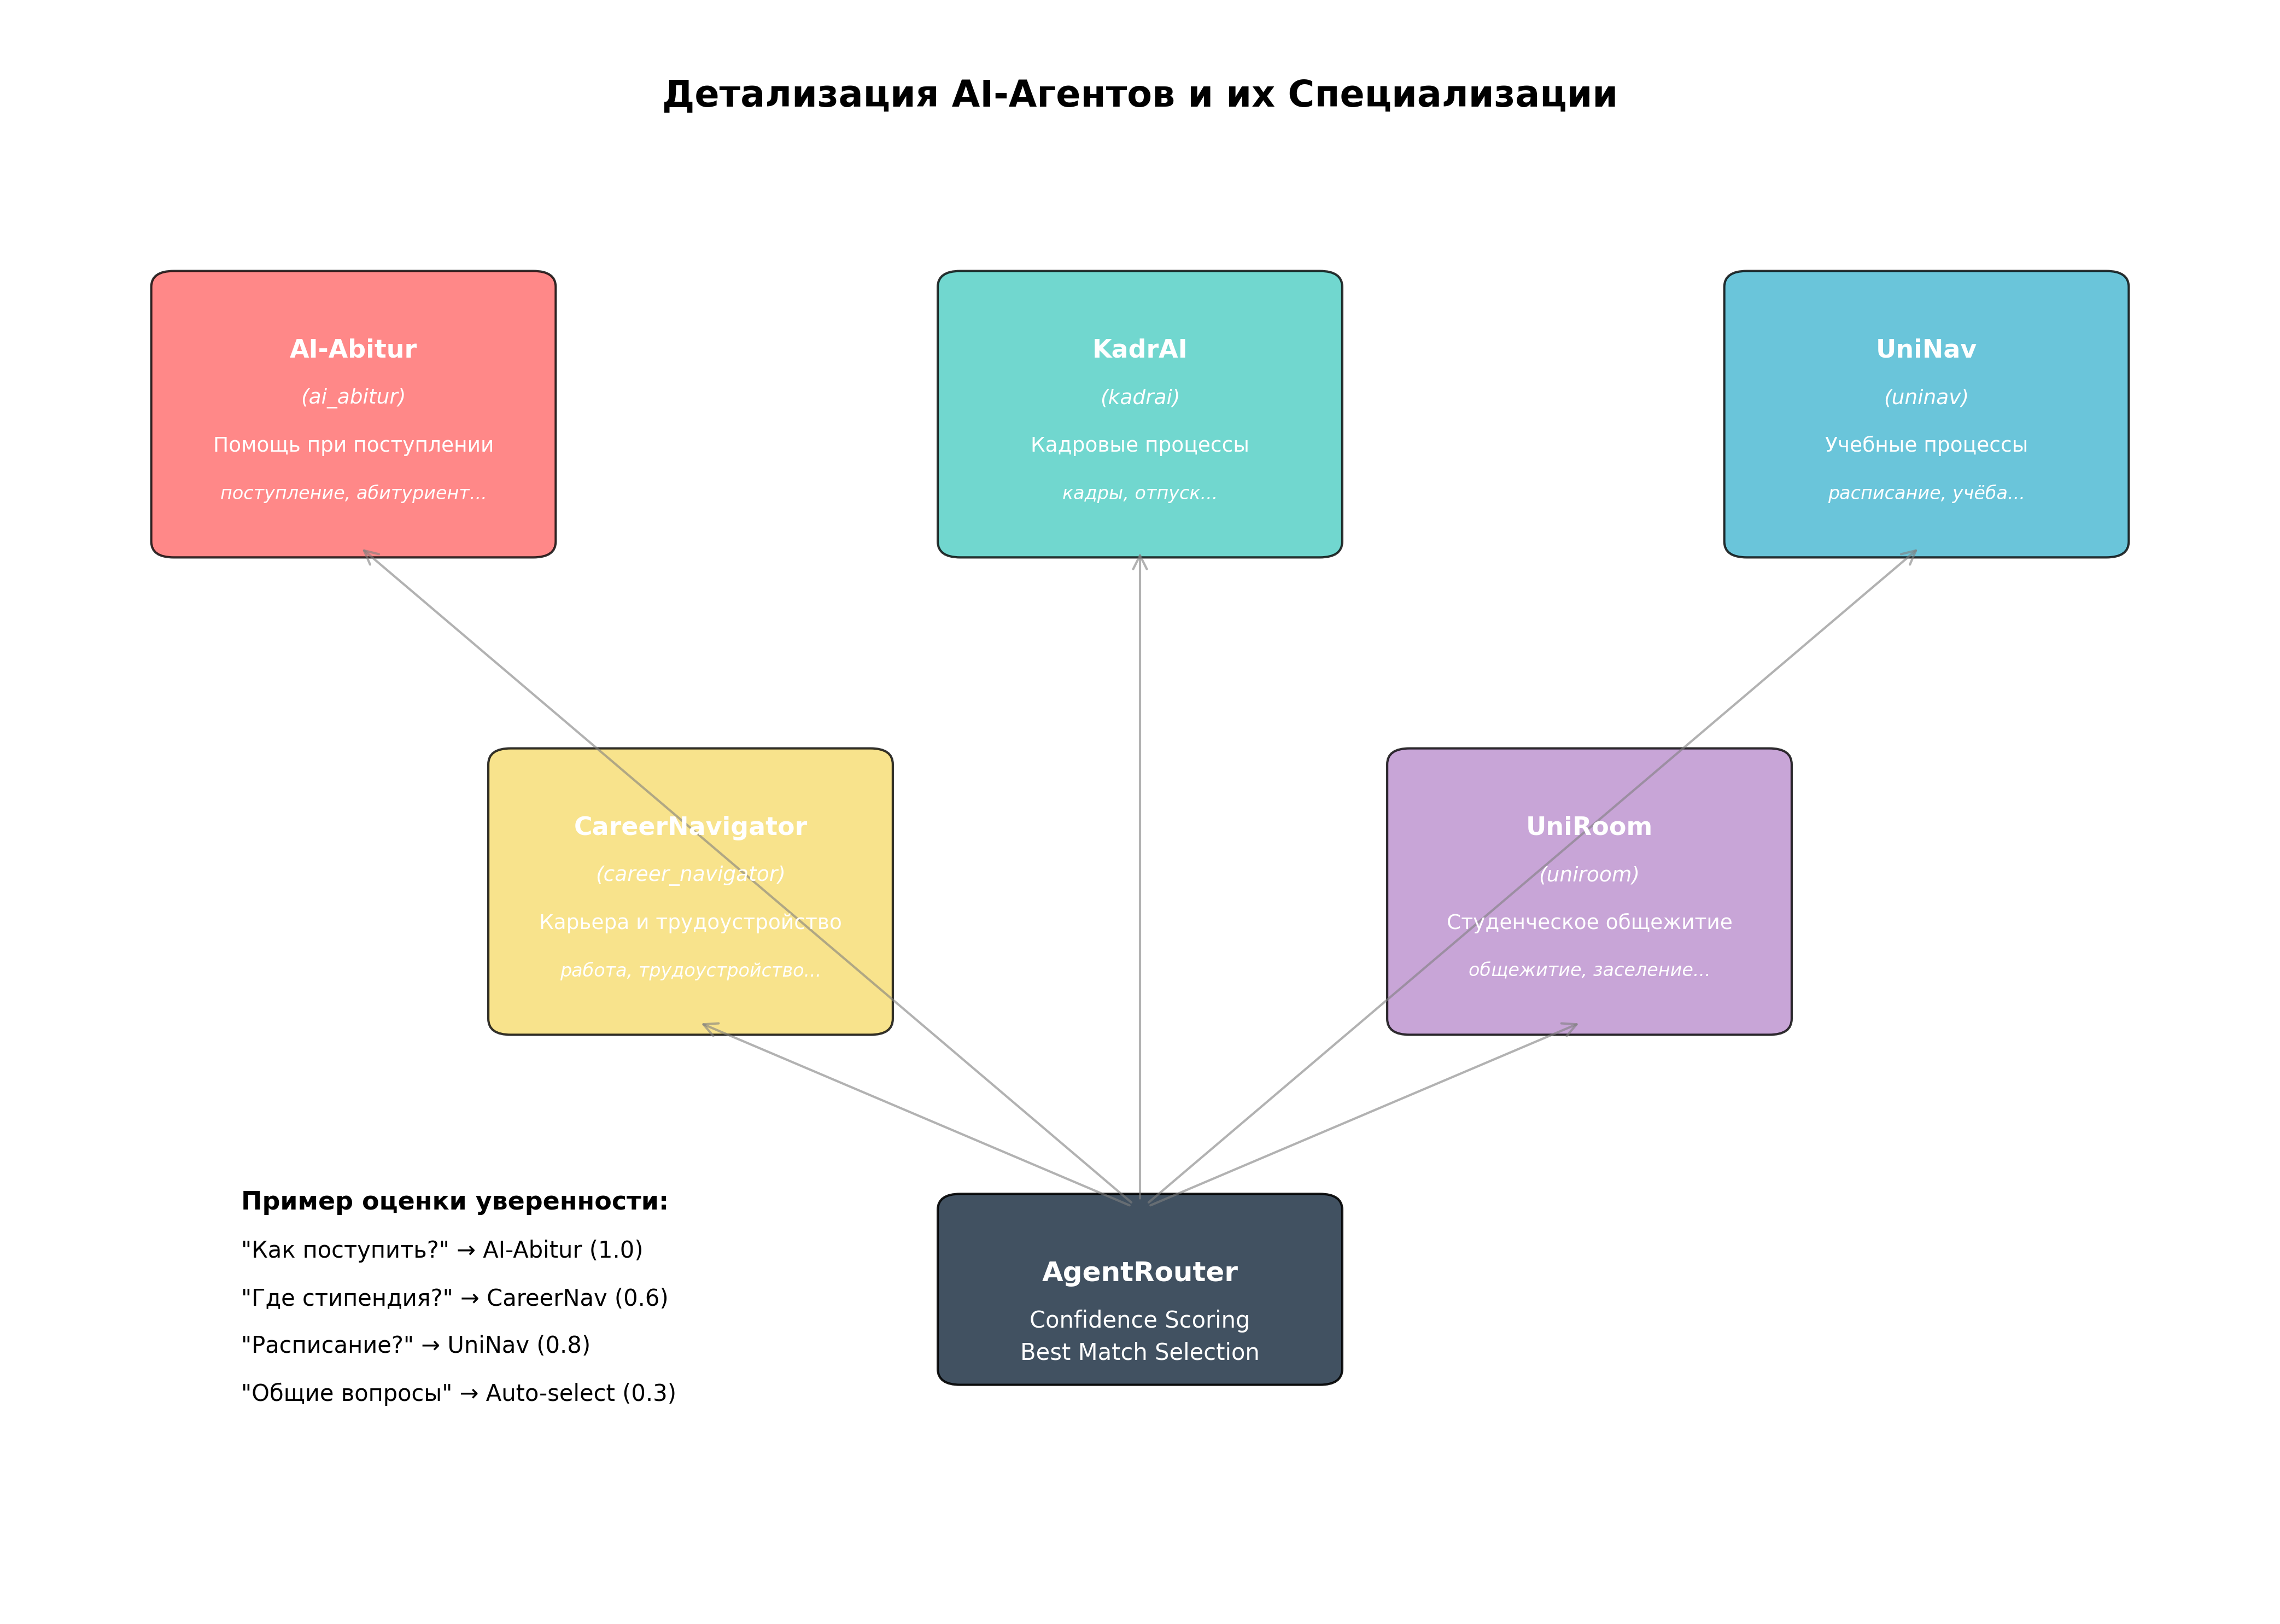 Детализация AI-Агентов и их Специализации
AI-Abitur
(ai_abitur)
Помощь при поступлении
поступление, абитуриент...
KadrAI
(kadrai)
Кадровые процессы
кадры, отпуск...
UniNav
(uninav)
Учебные процессы
расписание, учёба...
CareerNavigator
(career_navigator)
Карьера и трудоустройство
работа, трудоустройство...
UniRoom
(uniroom)
Студенческое общежитие
общежитие, заселение...
Пример оценки уверенности:
"Как поступить?" → AI-Abitur (1.0)
"Где стипендия?" → CareerNav (0.6)
"Расписание?" → UniNav (0.8)
"Общие вопросы" → Auto-select (0.3)
AgentRouter
Confidence Scoring
Best Match Selection